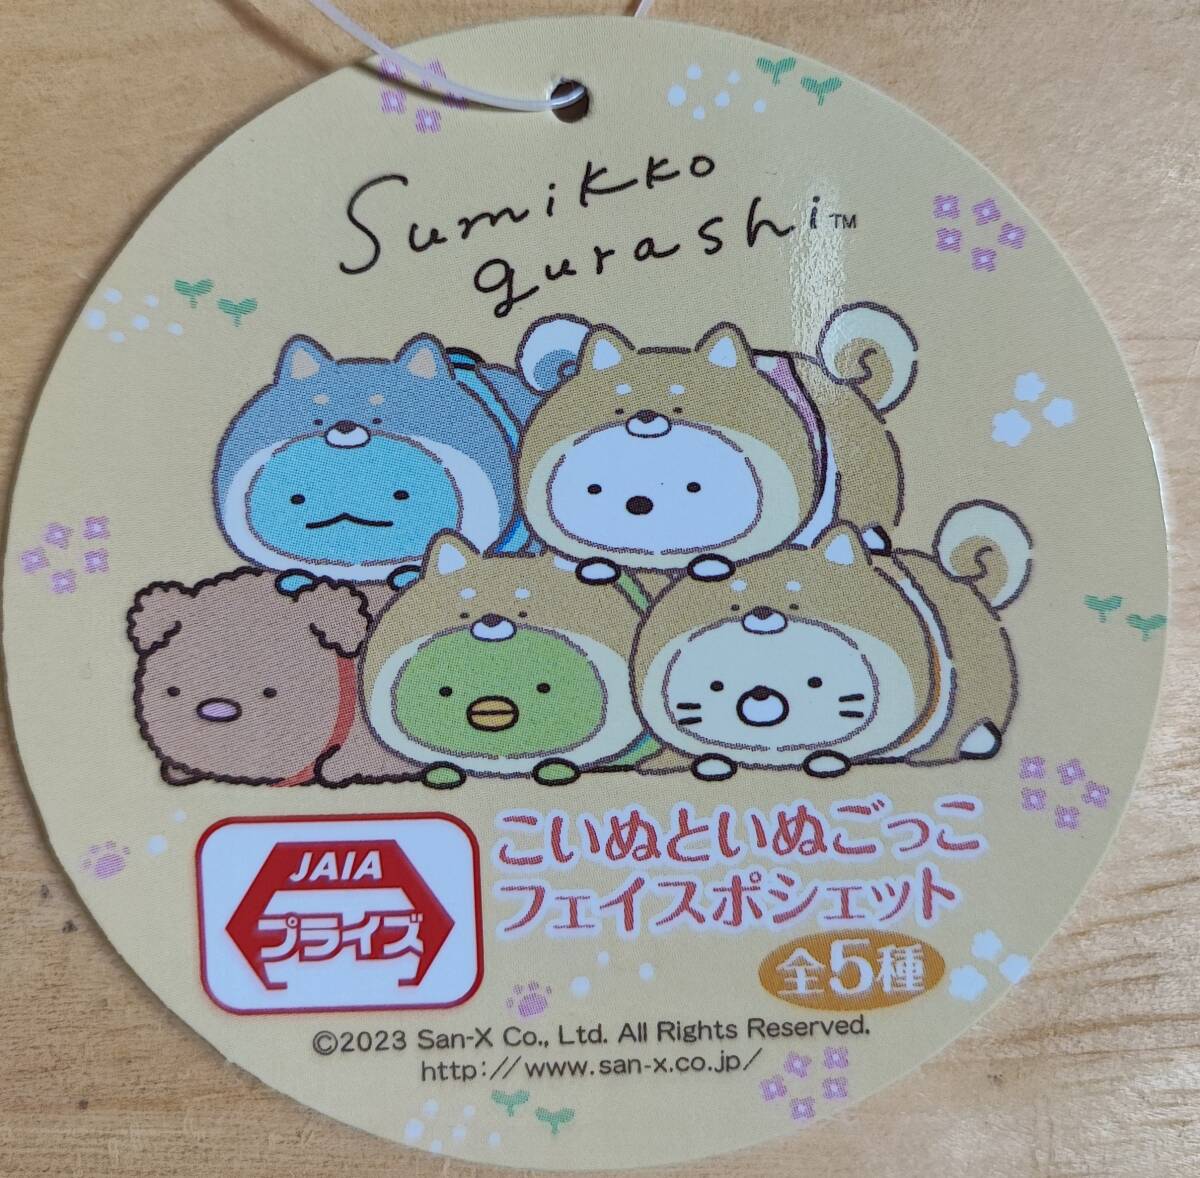 Sumikko
gurashi™
JAIA
プライズ
こいぬといぬごっこ
フェイスポシェット
全5種
©2023 San-X Co., Ltd. All Rights Reserved.
http://www.san-x.co.jp/